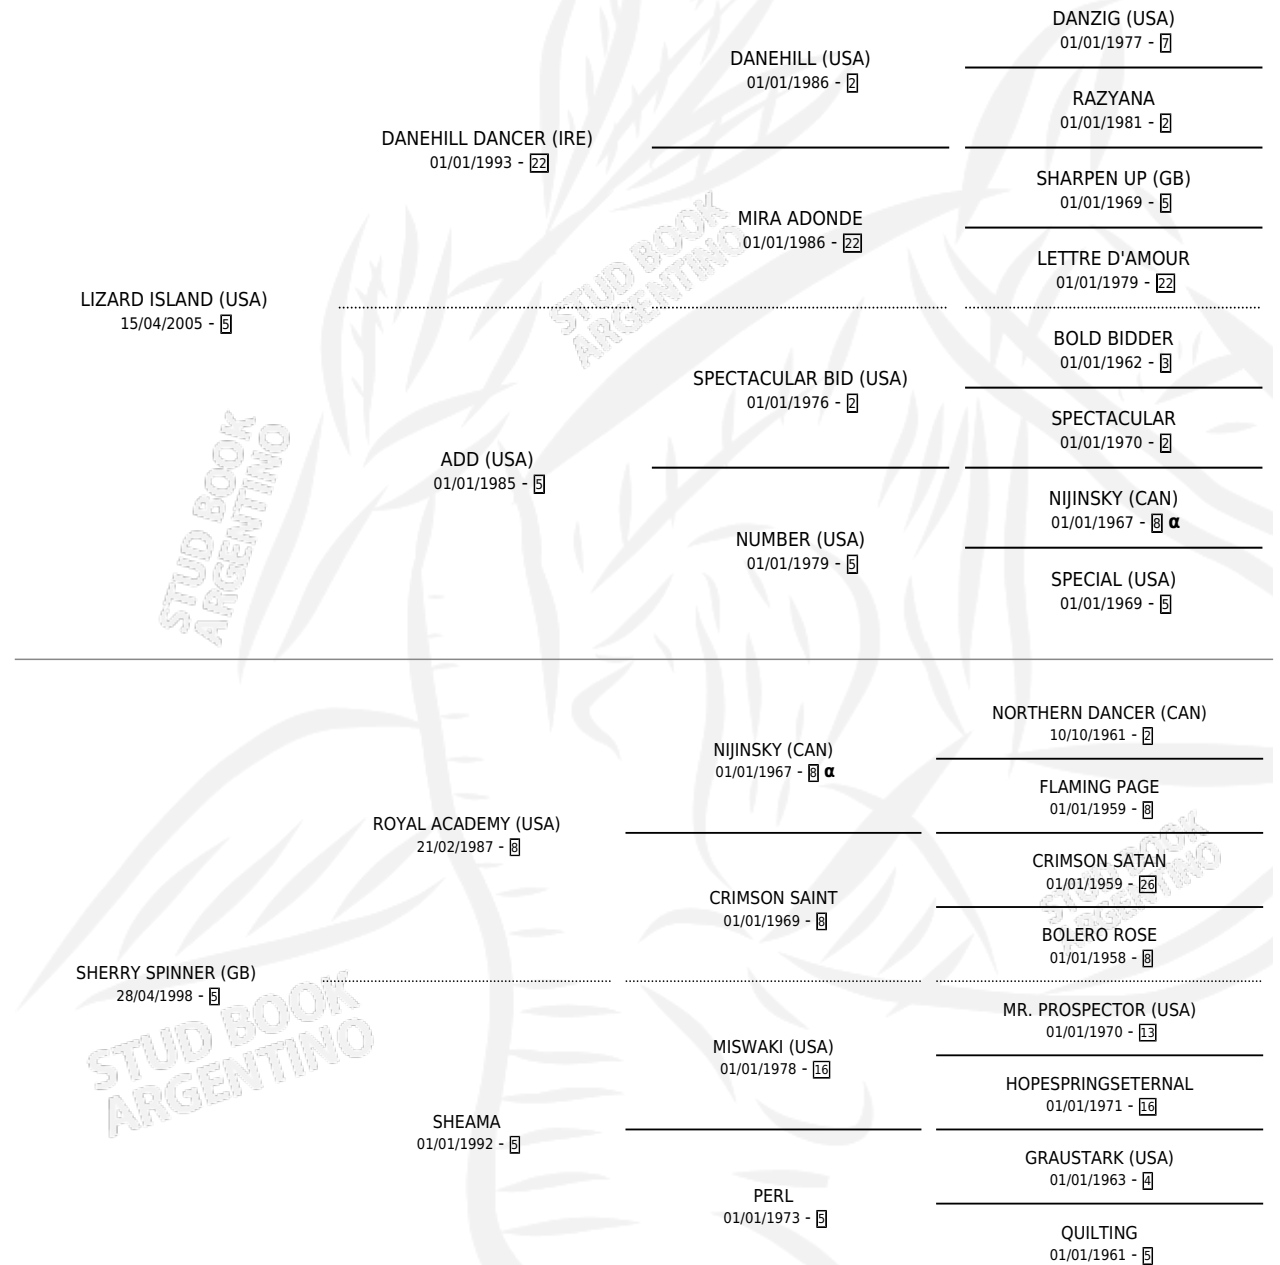 DANZIG (USA)
01/01/1977 - 7
DANEHILL (USA)
01/01/1986 - 2
RAZYANA
01/01/1981 - 2
DANEHILL DANCER (IRE)
01/01/1993 - 22
SHARPEN UP (GB)
01/01/1969 - 5
MIRA ADONDE
01/01/1986 - 22
LETTRE D'AMOUR
01/01/1979 - 22
STUD BOOK
ARGENTINO
LIZARD ISLAND (USA)
15/04/2005 - 5
BOLD BIDDER
01/01/1962 - 3
SPECTACULAR BID (USA)
01/01/1976 - 2
SPECTACULAR
01/01/1970 - 2
ADD (USA)
01/01/1985 - 5
NIJINSKY (CAN)
01/01/1967 - 8 α
NUMBER (USA)
01/01/1979 - 5
SPECIAL (USA)
01/01/1969 - 5
STUD BOOK
ARGENTINO
NORTHERN DANCER (CAN)
10/10/1961 - 2
NIJINSKY (CAN)
01/01/1967 - 8 α
FLAMING PAGE
01/01/1959 - 8
ROYAL ACADEMY (USA)
21/02/1987 - 8
CRIMSON SATAN
01/01/1959 - 26
CRIMSON SAINT
01/01/1969 - 8
BOLERO ROSE
01/01/1958 - 8
STUD BOOK
ARGENTINO
SHERRY SPINNER (GB)
28/04/1998 - 5
MR. PROSPECTOR (USA)
01/01/1970 - 13
MISWAKI (USA)
01/01/1978 - 16
HOPESPRINGSETERNAL
01/01/1971 - 16
SHEAMA
01/01/1992 - 5
GRAUSTARK (USA)
01/01/1963 - 4
PERL
01/01/1973 - 5
QUILTING
01/01/1961 - 5
STUD BOOK
ARGENTINO